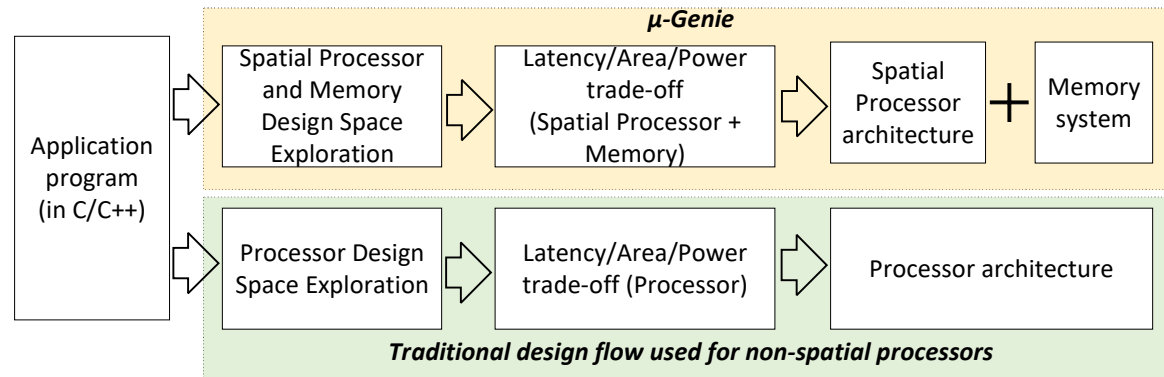 μ-Genie
Application
program
(in C/C++)
Spatial Processor
and Memory
Design Space
Exploration
Latency/Area/Power
trade-off
(Spatial Processor +
Memory)
Spatial
Processor
architecture
+
Memory
system
Processor Design
Space Exploration
Latency/Area/Power
trade-off (Processor)
Processor architecture
Traditional design flow used for non-spatial processors